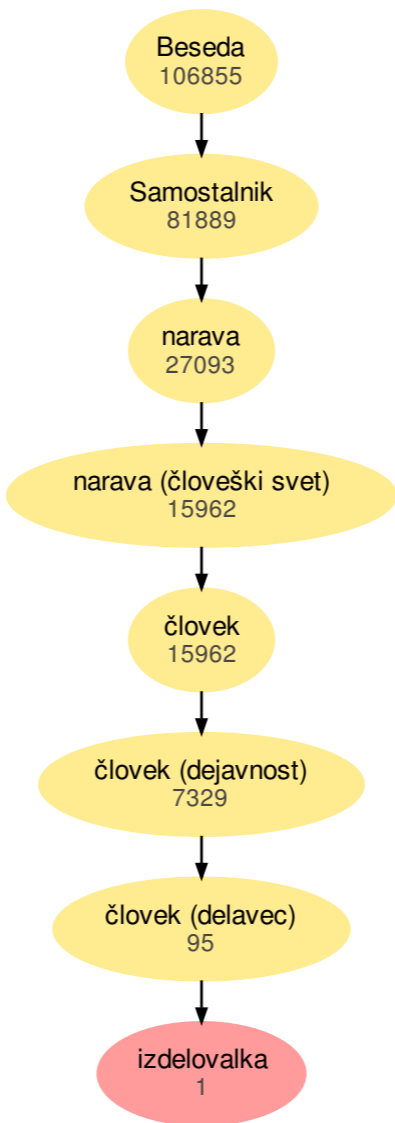 Beseda
106855
Samostalnik
81889
narava
27093
narava (človeški svet)
15962
človek
15962
človek (dejavnost)
7329
človek (delavec)
95
izdelovalka
1